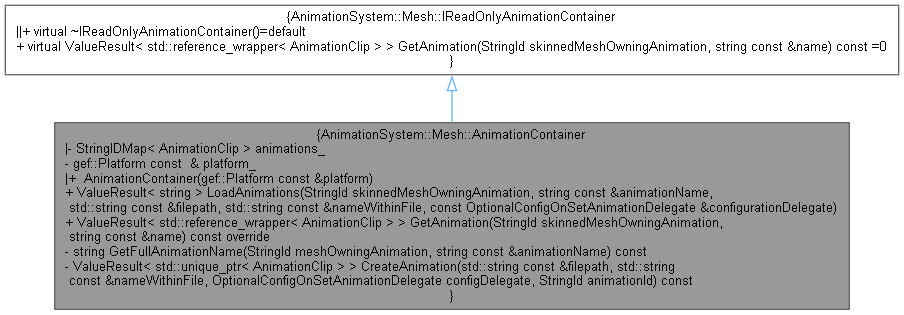 {AnimationSystem::Mesh::IReadOnlyAnimationContainer
||+ virtual ~IReadOnlyAnimationContainer()=default
+ virtual ValueResult< std::reference_wrapper< AnimationClip > > GetAnimation(StringId skinnedMeshOwningAnimation, string const &name) const =0
}
{AnimationSystem::Mesh::AnimationContainer
|- StringIDMap< AnimationClip > animations_
- gef::Platform const & platform_
|+ AnimationContainer(gef::Platform const &platform)
+ ValueResult< string > LoadAnimations(StringId skinnedMeshOwningAnimation, string const &animationName,
std::string const &filepath, std::string const &nameWithinFile, const OptionalConfigOnSetAnimationDelegate &configurationDelegate)
+ ValueResult< std::reference_wrapper< AnimationClip > > GetAnimation(StringId skinnedMeshOwningAnimation,
string const &name) const override
- string GetFullAnimationName(StringId meshOwningAnimation, string const &animationName) const
- ValueResult< std::unique_ptr< AnimationClip > > CreateAnimation(std::string const &filepath, std::string
const &nameWithinFile, OptionalConfigOnSetAnimationDelegate configDelegate, StringId animationId) const
}